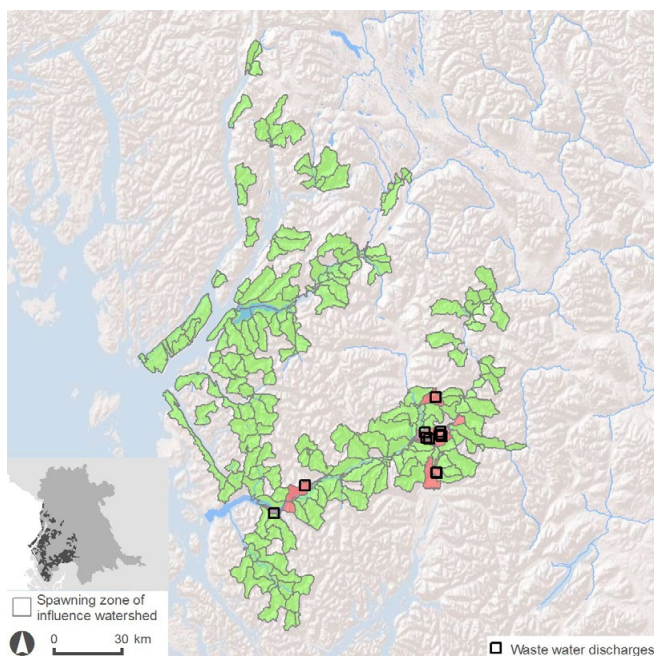 Spawning zone of
influence watershed
0 30 km
Waste water discharges